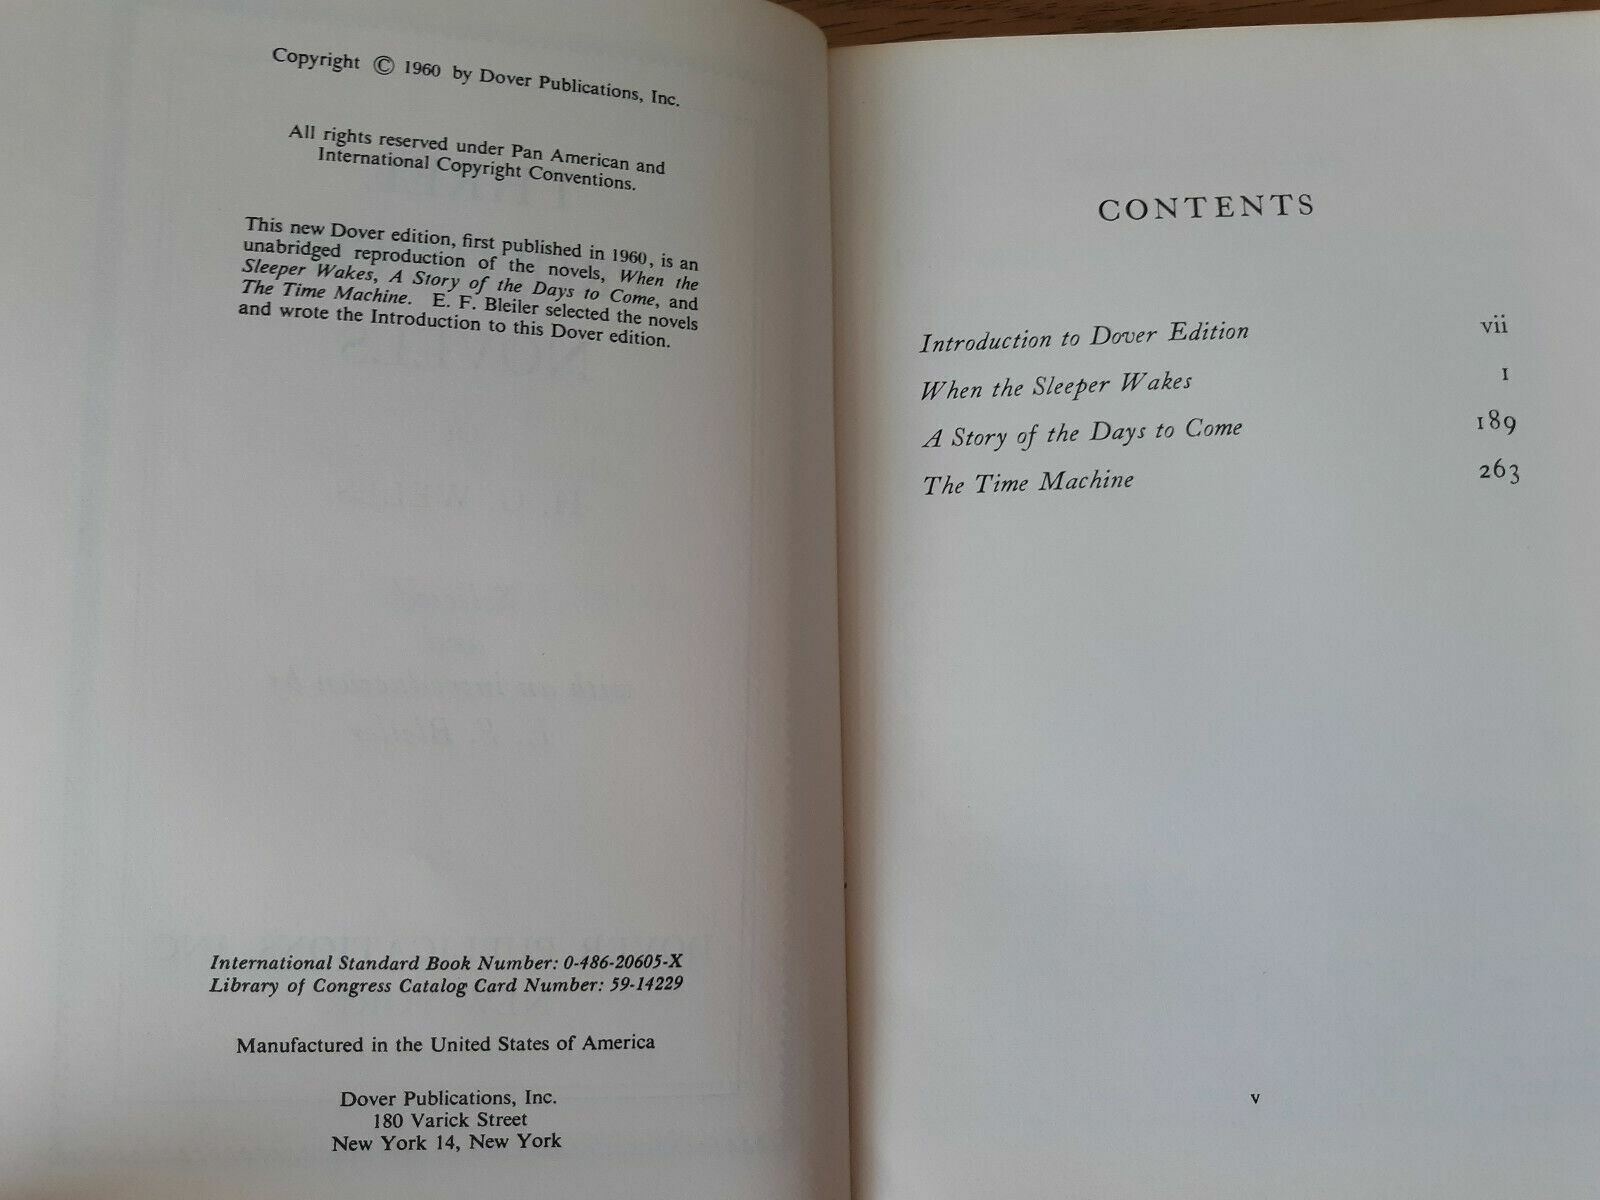 Copyright © 1960 by Dover Publications, Inc.
All rights reserved under Pan American and
International Copyright Conventions.
This new Dover edition, first published in 1960, is an
unabridged reproduction of the novels, When the
Sleeper Wakes, A Story of the Days to Come, and
The Time Machine. E. F. Bleiler selected the novels
and wrote the Introduction to this Dover edition.
International Standard Book Number: 0-486-20605-X
Library of Congress Catalog Card Number: 59-14229
Manufactured in the United States of America
Dover Publications, Inc.
180 Varick Street
New York 14, New York
CONTENTS
Introduction to Dover Edition vii
When the Sleeper Wakes 1
A Story of the Days to Come 189
The Time Machine 263
v